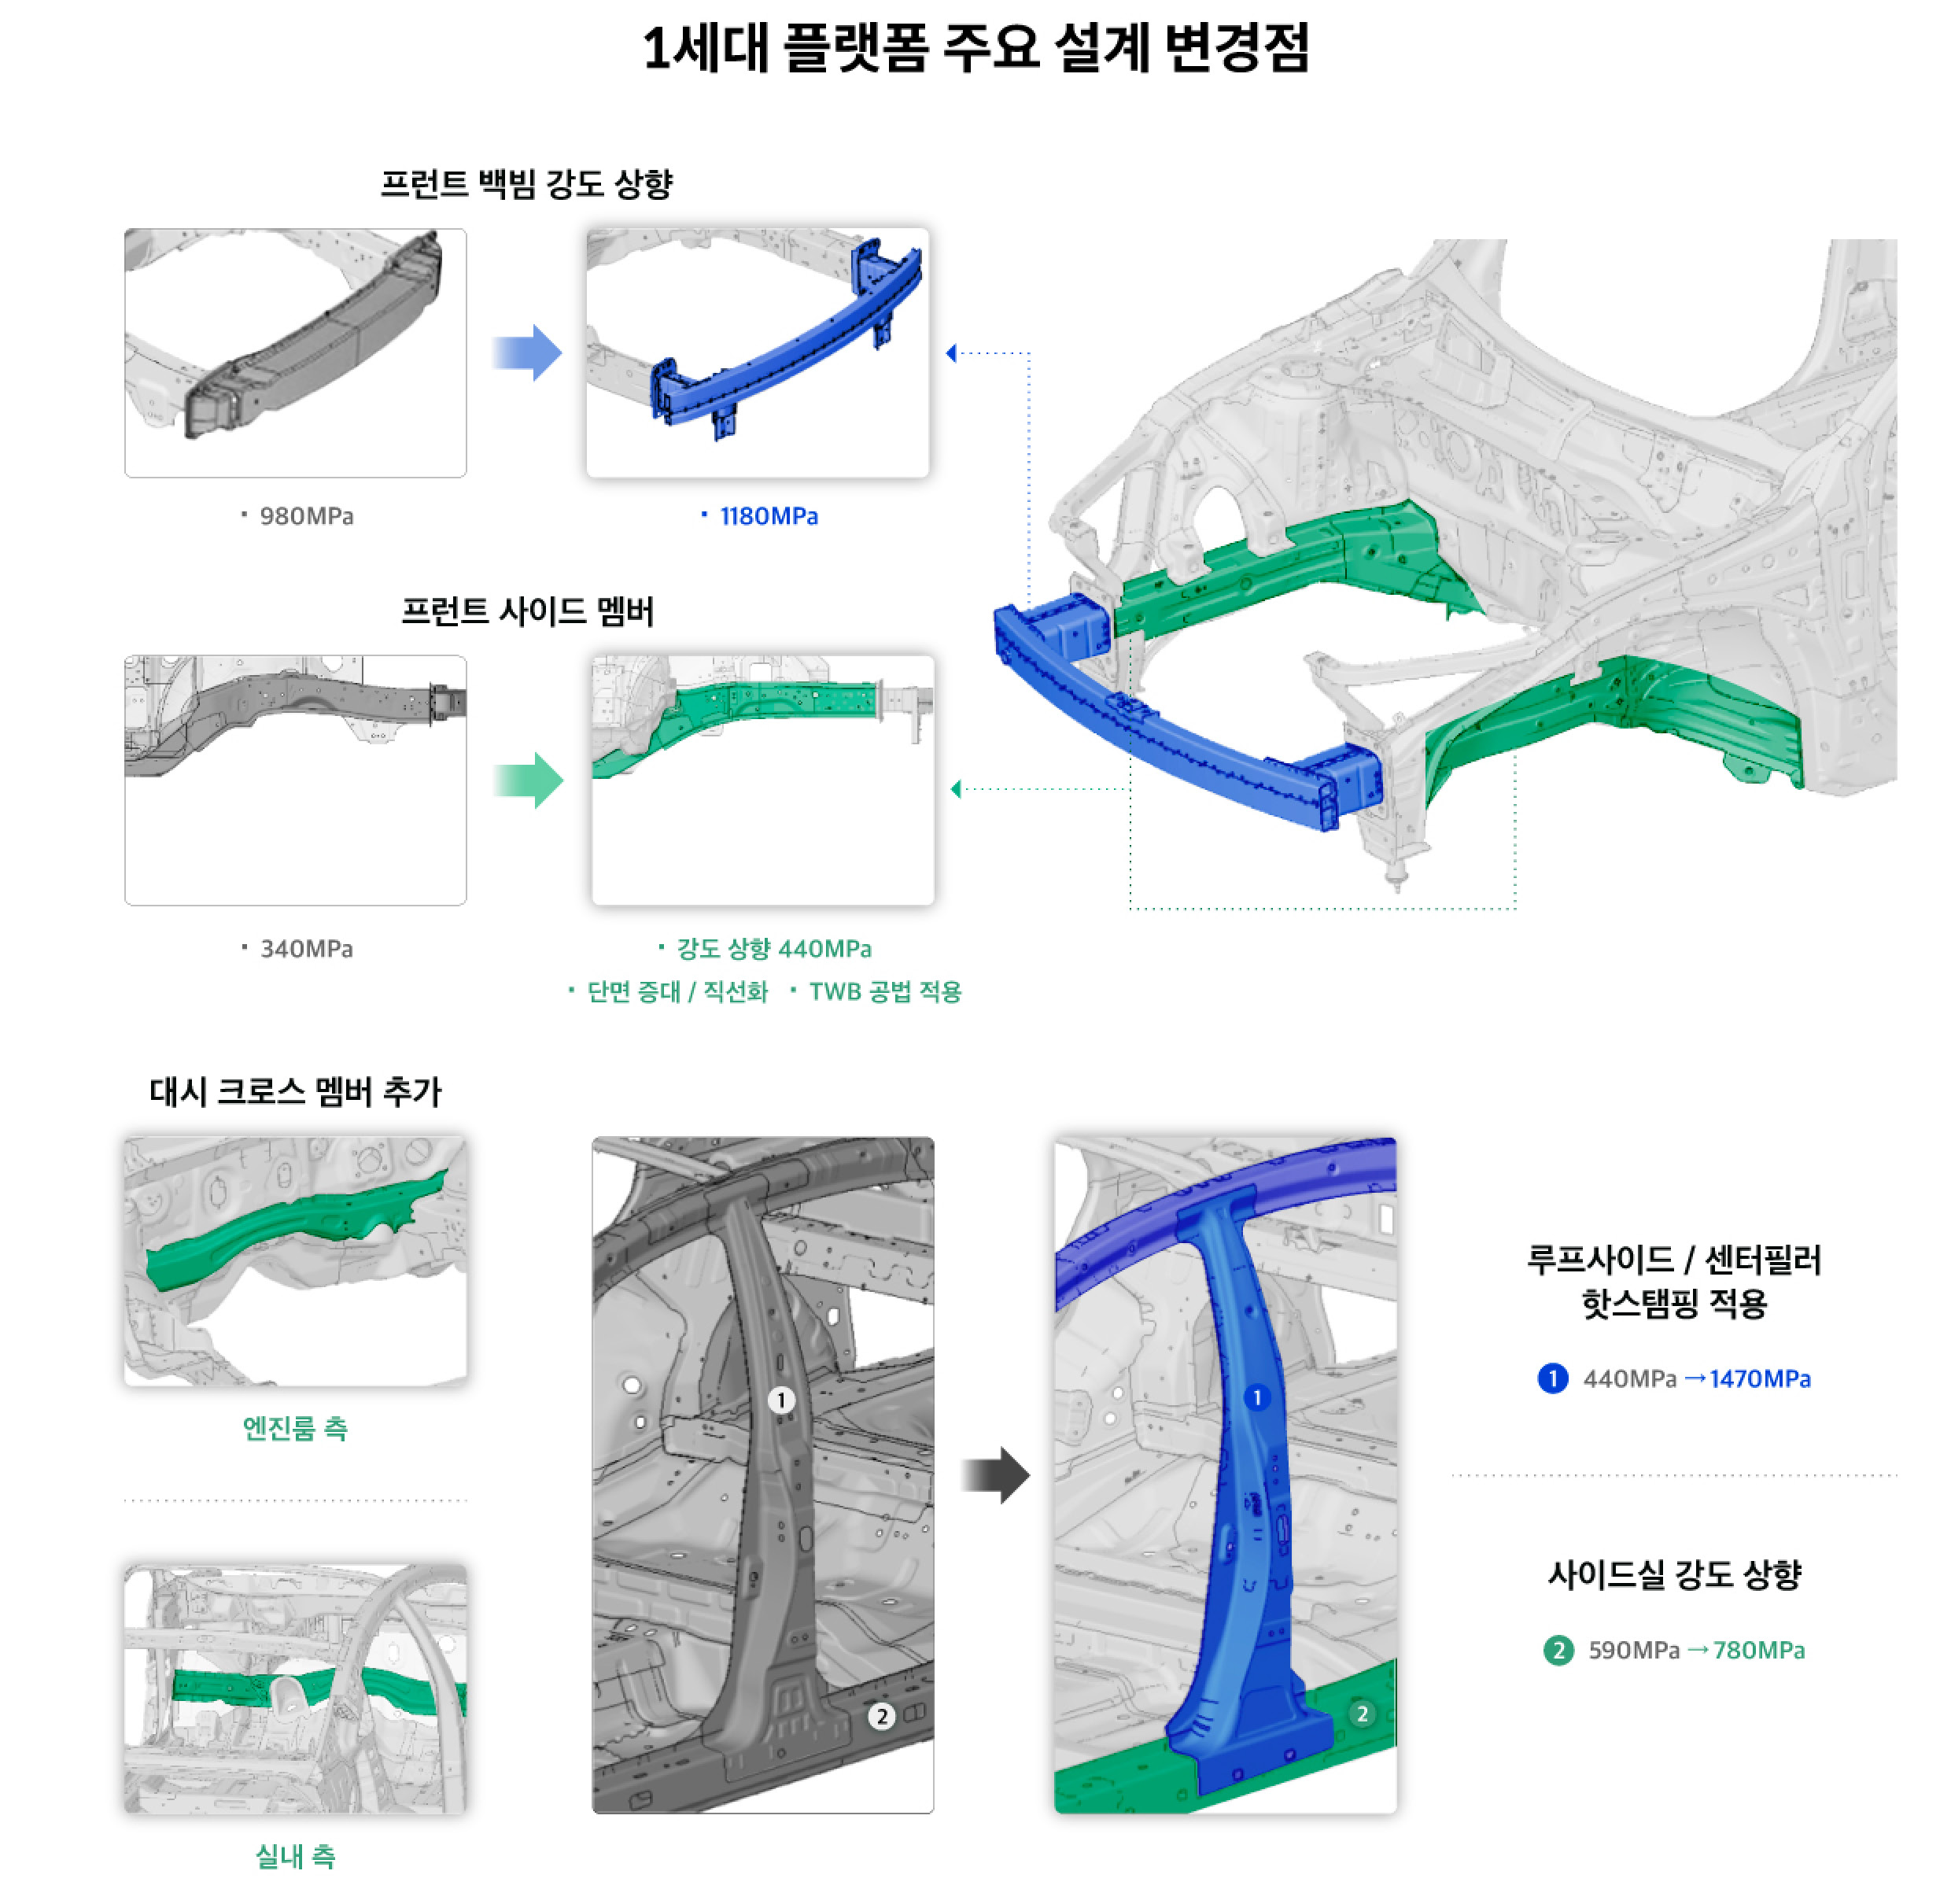 1세대 플랫폼 주요 설계 변경점
프런트 백빔 강도 상향
· 980MPa
· 1180MPa
프런트 사이드 멤버
· 340MPa
· 강도 상향 440MPa
· 단면 증대 / 직선화 · TWB 공법 적용
대시 크로스 멤버 추가
엔진룸 측
실내 측
1
2
1
2
루프사이드 / 센터필러
핫스탬핑 적용
1 440MPa → 1470MPa
사이드실 강도 상향
2 590MPa → 780MPa